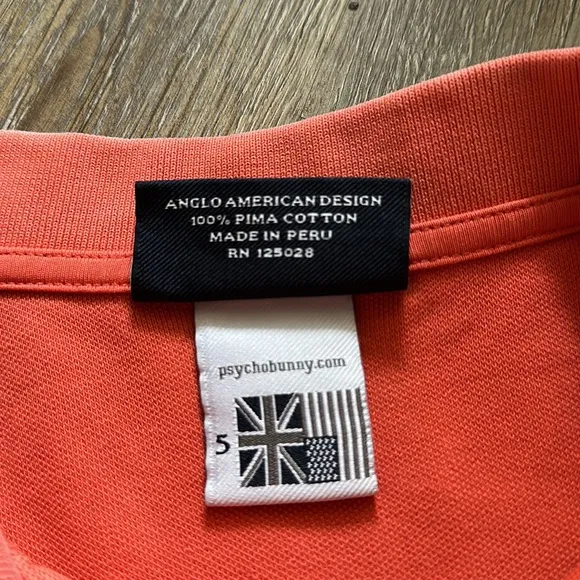 ANGLO AMERICAN DESIGN
100% PIMA COTTON
MADE IN PERU
RN 125028
psychobunny.com
5